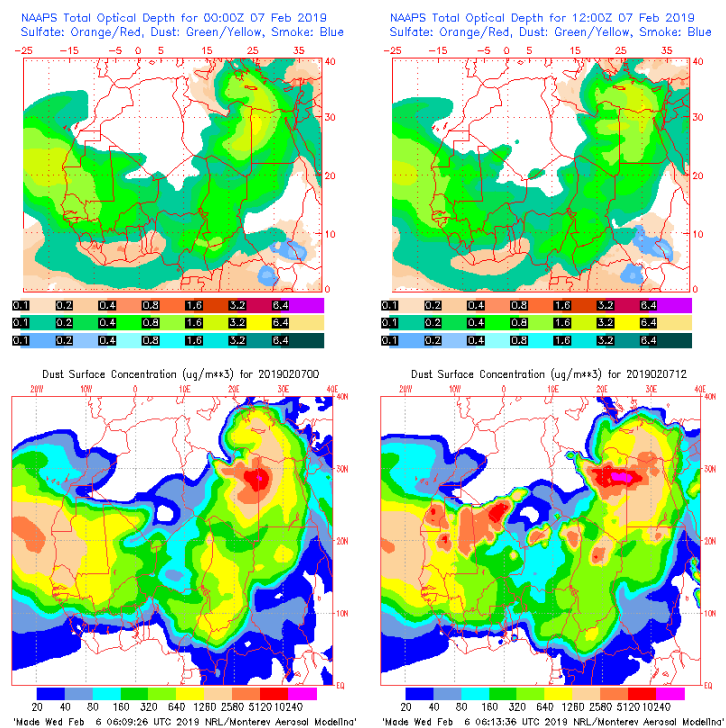 NAAPS Total Optical Depth for 00:00Z 07 Feb 2019
Sulfate: Orange/Red, Dust: Green/Yellow, Smoke: Blue
-25 -15 -5 0 5 15 25 35
40
30
20
10
0
0.1 0.2 0.4 0.8 1.6 3.2 6.4
0.1 0.2 0.4 0.8 1.6 3.2 6.4
0.1 0.2 0.4 0.8 1.6 3.2 6.4
NAAPS Total Optical Depth for 12:00Z 07 Feb 2019
Sulfate: Orange/Red, Dust: Green/Yellow, Smoke: Blue
-25 -15 -5 0 5 15 25 35
40
30
20
10
0
0.1 0.2 0.4 0.8 1.6 3.2 6.4
0.1 0.2 0.4 0.8 1.6 3.2 6.4
0.1 0.2 0.4 0.8 1.6 3.2 6.4
Dust Surface Concentration (ug/m**3) for 2019020700
20W 10W 0 10E 20E 30E 40E
40N
30N
20N
10N
EQ
20 40 80 160 320 640 1280 2560 5120 10240
'Made Wed Feb 6 06:09:26 UTC 2019 NRL/Monterey Aerosol Modeling'
Dust Surface Concentration (ug/m**3) for 2019020712
20W 10W 0 10E 20E 30E 40E
40N
30N
20N
10N
EQ
20 40 80 160 320 640 1280 2560 5120 10240
'Made Wed Feb 6 06:13:36 UTC 2019 NRL/Monterey Aerosol Modeling'